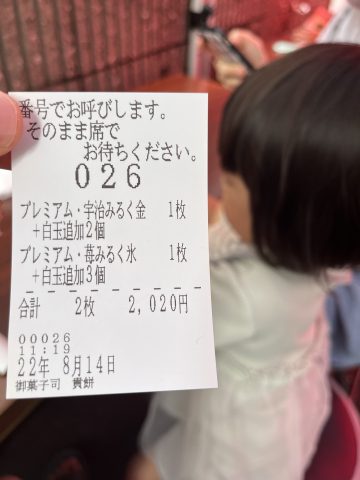 番号でお呼びします。
そのまま席で
お待ちください。
026
プレミアム・宇治みるく金 1枚
+白玉追加2個
プレミアム・苺みるく氷 1枚
+白玉追加3個
合計 2枚 2,020円
00026
11:19
22年 8月14日
御菓子司 貴餅